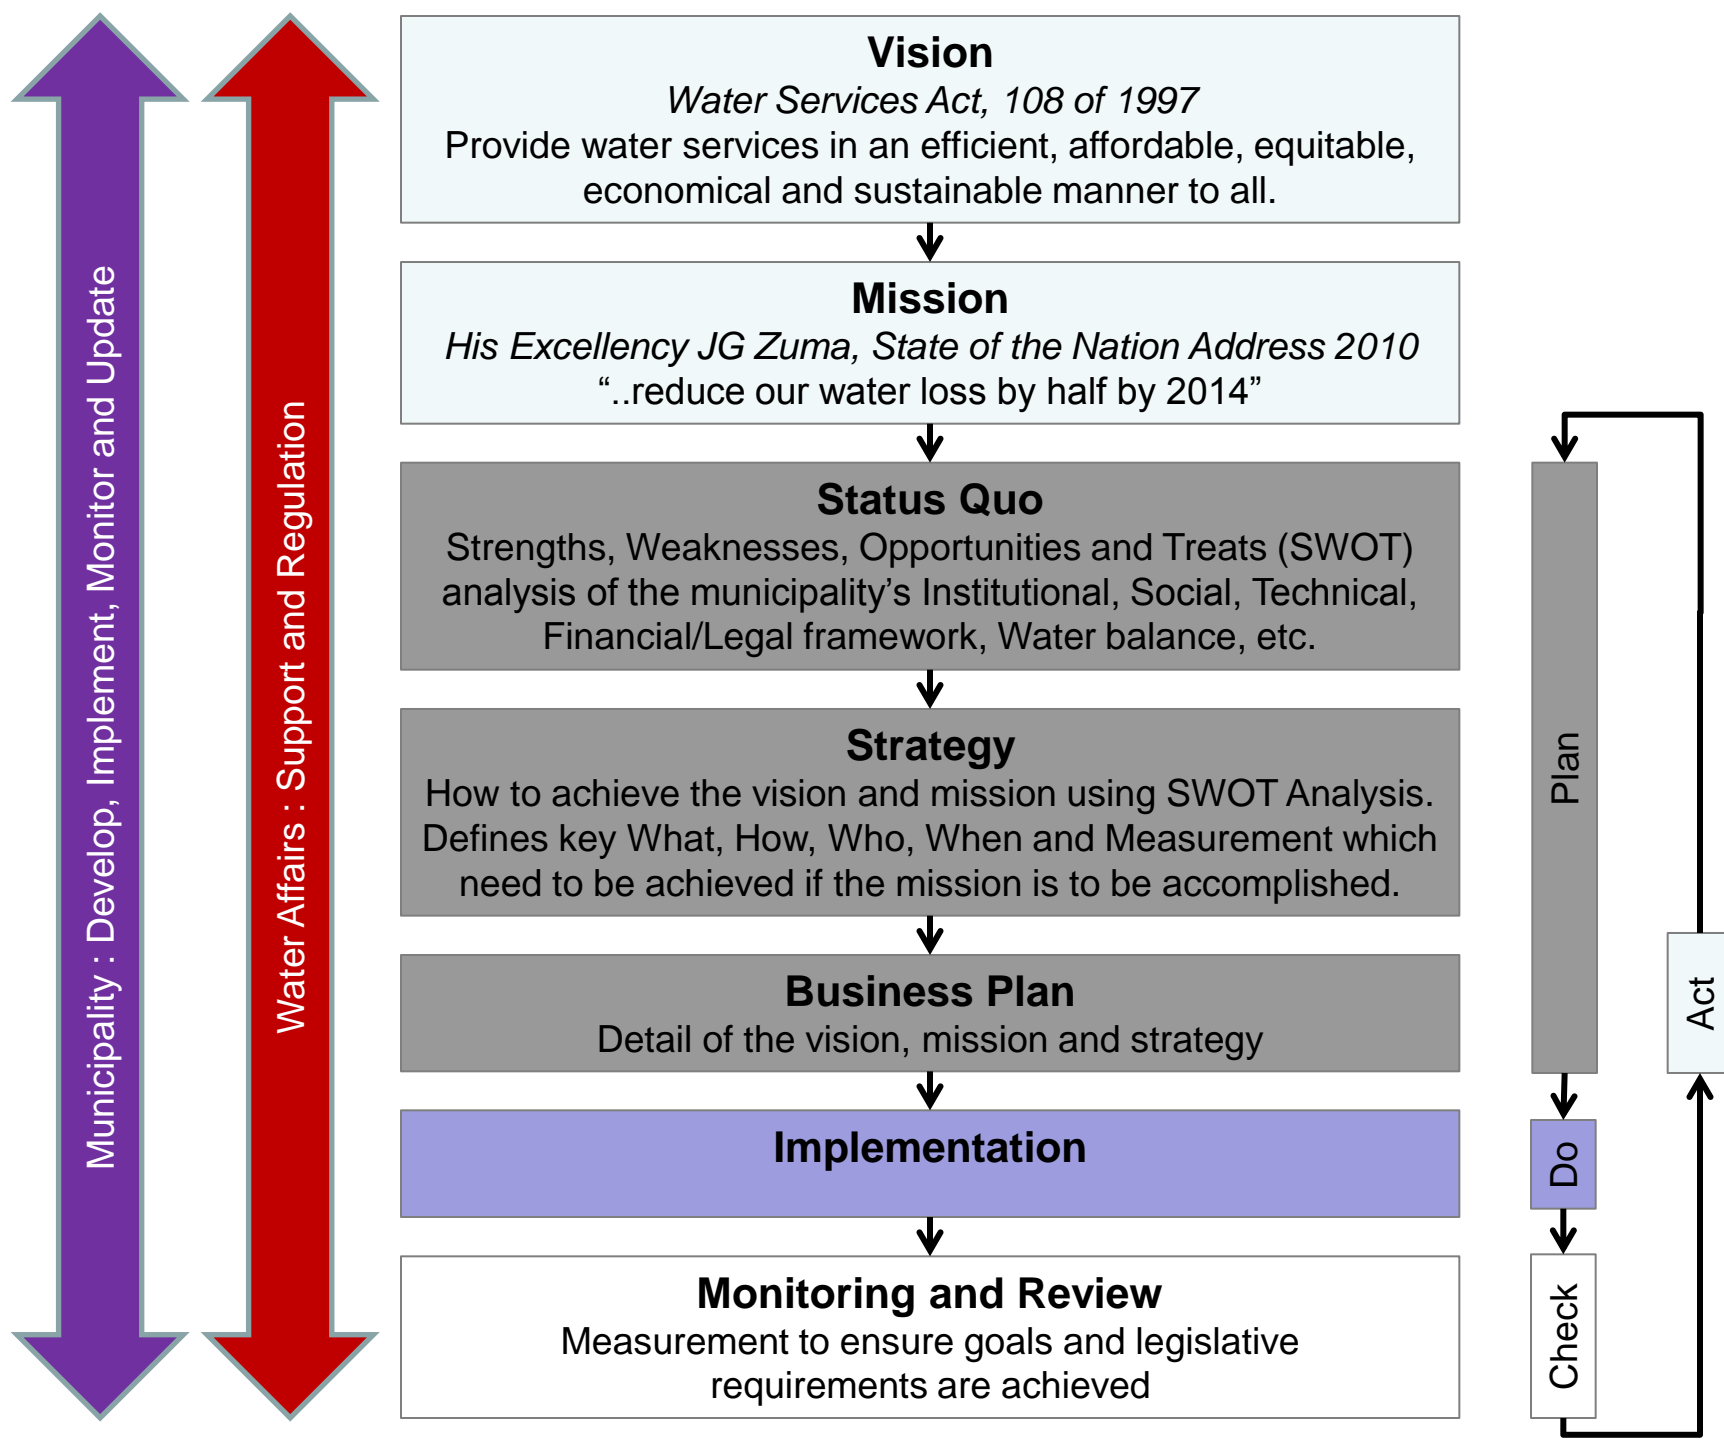 Municipality : Develop, Implement, Monitor and Update
Water Affairs : Support and Regulation
Vision
Water Services Act, 108 of 1997
Provide water services in an efficient, affordable, equitable,
economical and sustainable manner to all.
Mission
His Excellency JG Zuma, State of the Nation Address 2010
“..reduce our water loss by half by 2014”
Status Quo
Strengths, Weaknesses, Opportunities and Treats (SWOT)
analysis of the municipality’s Institutional, Social, Technical,
Financial/Legal framework, Water balance, etc.
Strategy
How to achieve the vision and mission using SWOT Analysis.
Defines key What, How, Who, When and Measurement which
need to be achieved if the mission is to be accomplished.
Business Plan
Detail of the vision, mission and strategy
Implementation
Monitoring and Review
Measurement to ensure goals and legislative
requirements are achieved
Plan
Do
Check
Act